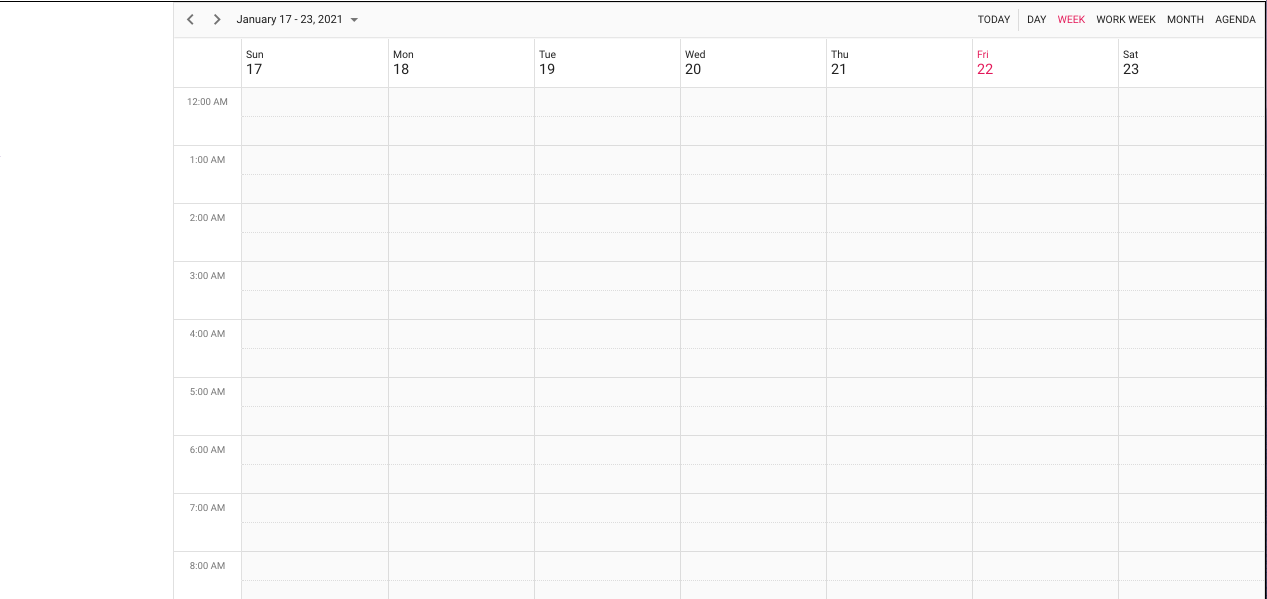 January 17 - 23, 2021 TODAY DAY WEEK WORK WEEK MONTH AGENDA
Sun Mon Tue Wed Thu Fri Sat
17 18 19 20 21 22 23
12:00 AM
1:00 AM
2:00 AM
3:00 AM
4:00 AM
5:00 AM
6:00 AM
7:00 AM
8:00 AM